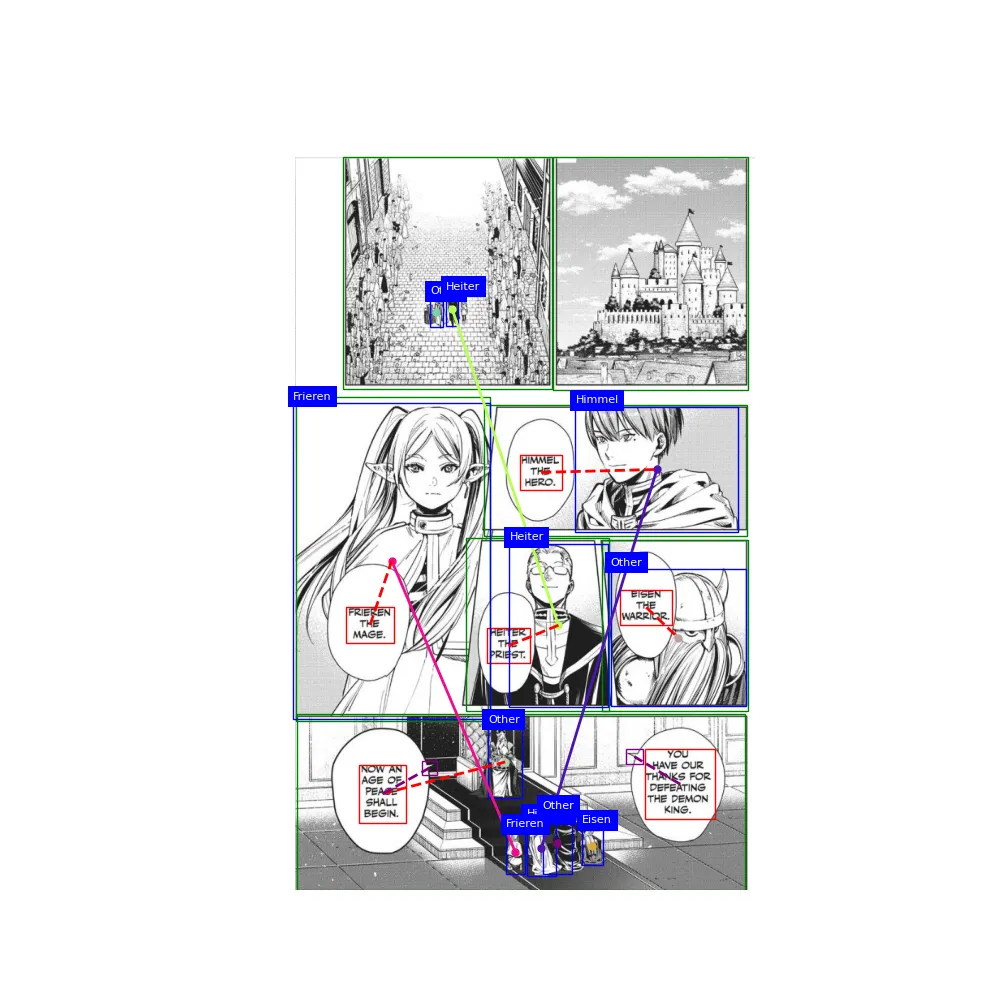 Heiter
Frieren
Himmel
HIMMEL
THE
HERO.
Heiter
Other
EISEN
THE
WARRIOR.
HEITER
THE
PRIEST.
FRIEREN
THE
MAGE.
Other
YOU
HAVE OUR
THANKS FOR
DEFEATING
THE DEMON
KING.
NOW AN
AGE OF
PEACE
SHALL
BEGIN.
Other
Frieren
Eisen